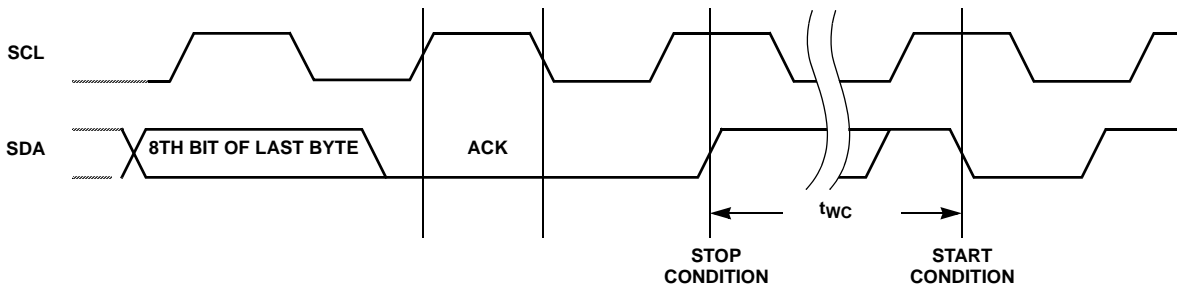 SCL
SDA
8TH BIT OF LAST BYTE
ACK
tWC
STOP
CONDITION
START
CONDITION